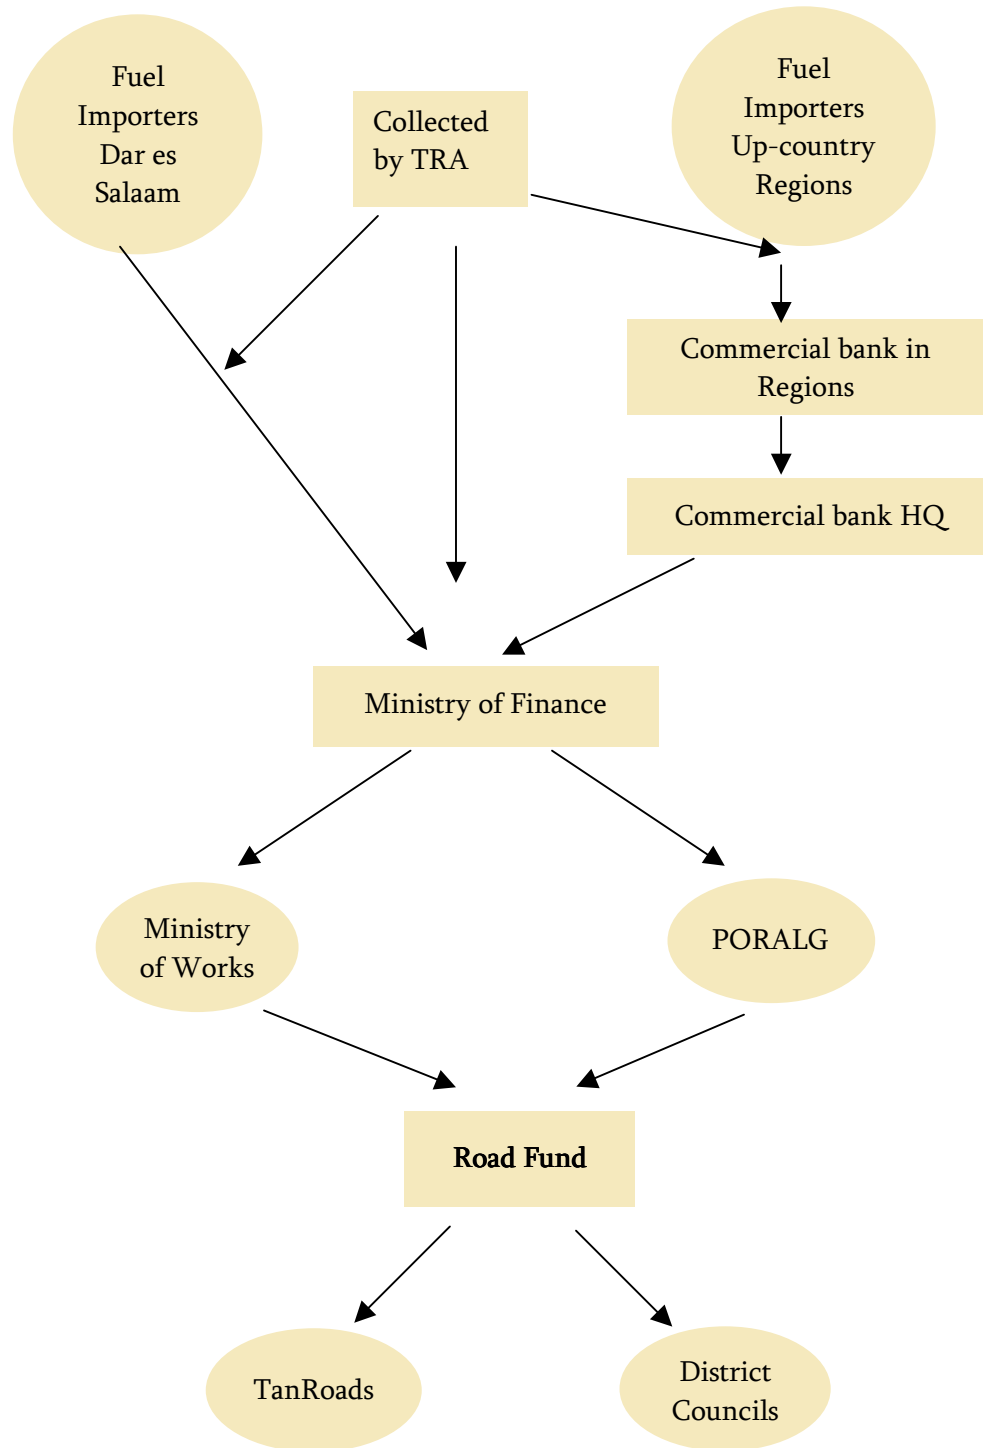 Fuel
Importers
Dar es
Salaam
Collected
by TRA
Fuel
Importers
Up-country
Regions
Commercial bank in
Regions
Commercial bank HQ
Ministry of Finance
Ministry
of Works
PORALG
Road Fund
TanRoads
District
Councils